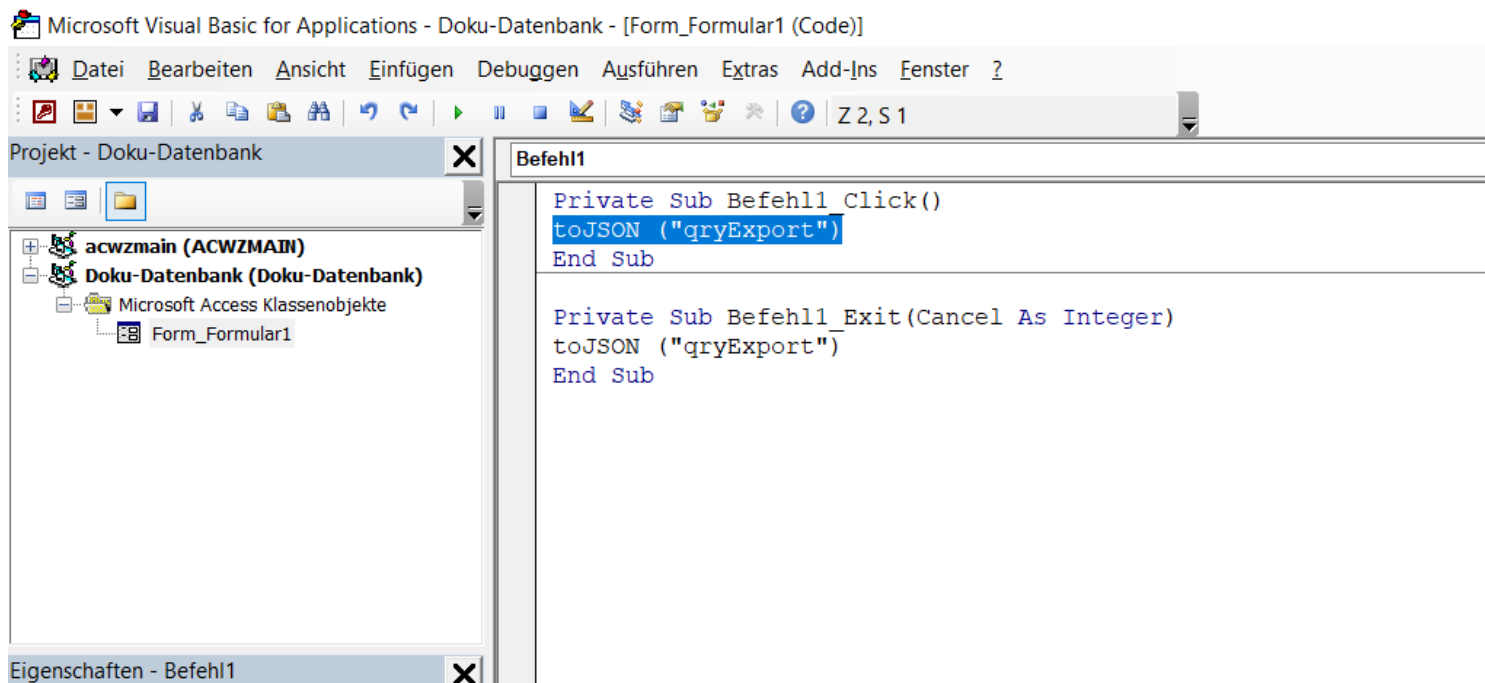 Microsoft Visual Basic for Applications - Doku-Datenbank - [Form_Formular1 (Code)]
Datei Bearbeiten Ansicht Einfügen Debuggen Ausführen Extras Add-Ins Fenster ?
Z 2, S 1
Projekt - Doku-Datenbank
Befehl1
Private Sub Befehl1_Click()
toJSON ("qryExport")
End Sub
Private Sub Befehl1_Exit(Cancel As Integer)
toJSON ("qryExport")
End Sub
acwzmain (ACWZMAIN)
Doku-Datenbank (Doku-Datenbank)
Microsoft Access Klassenobjekte
Form_Formular1
Eigenschaften - Befehl1